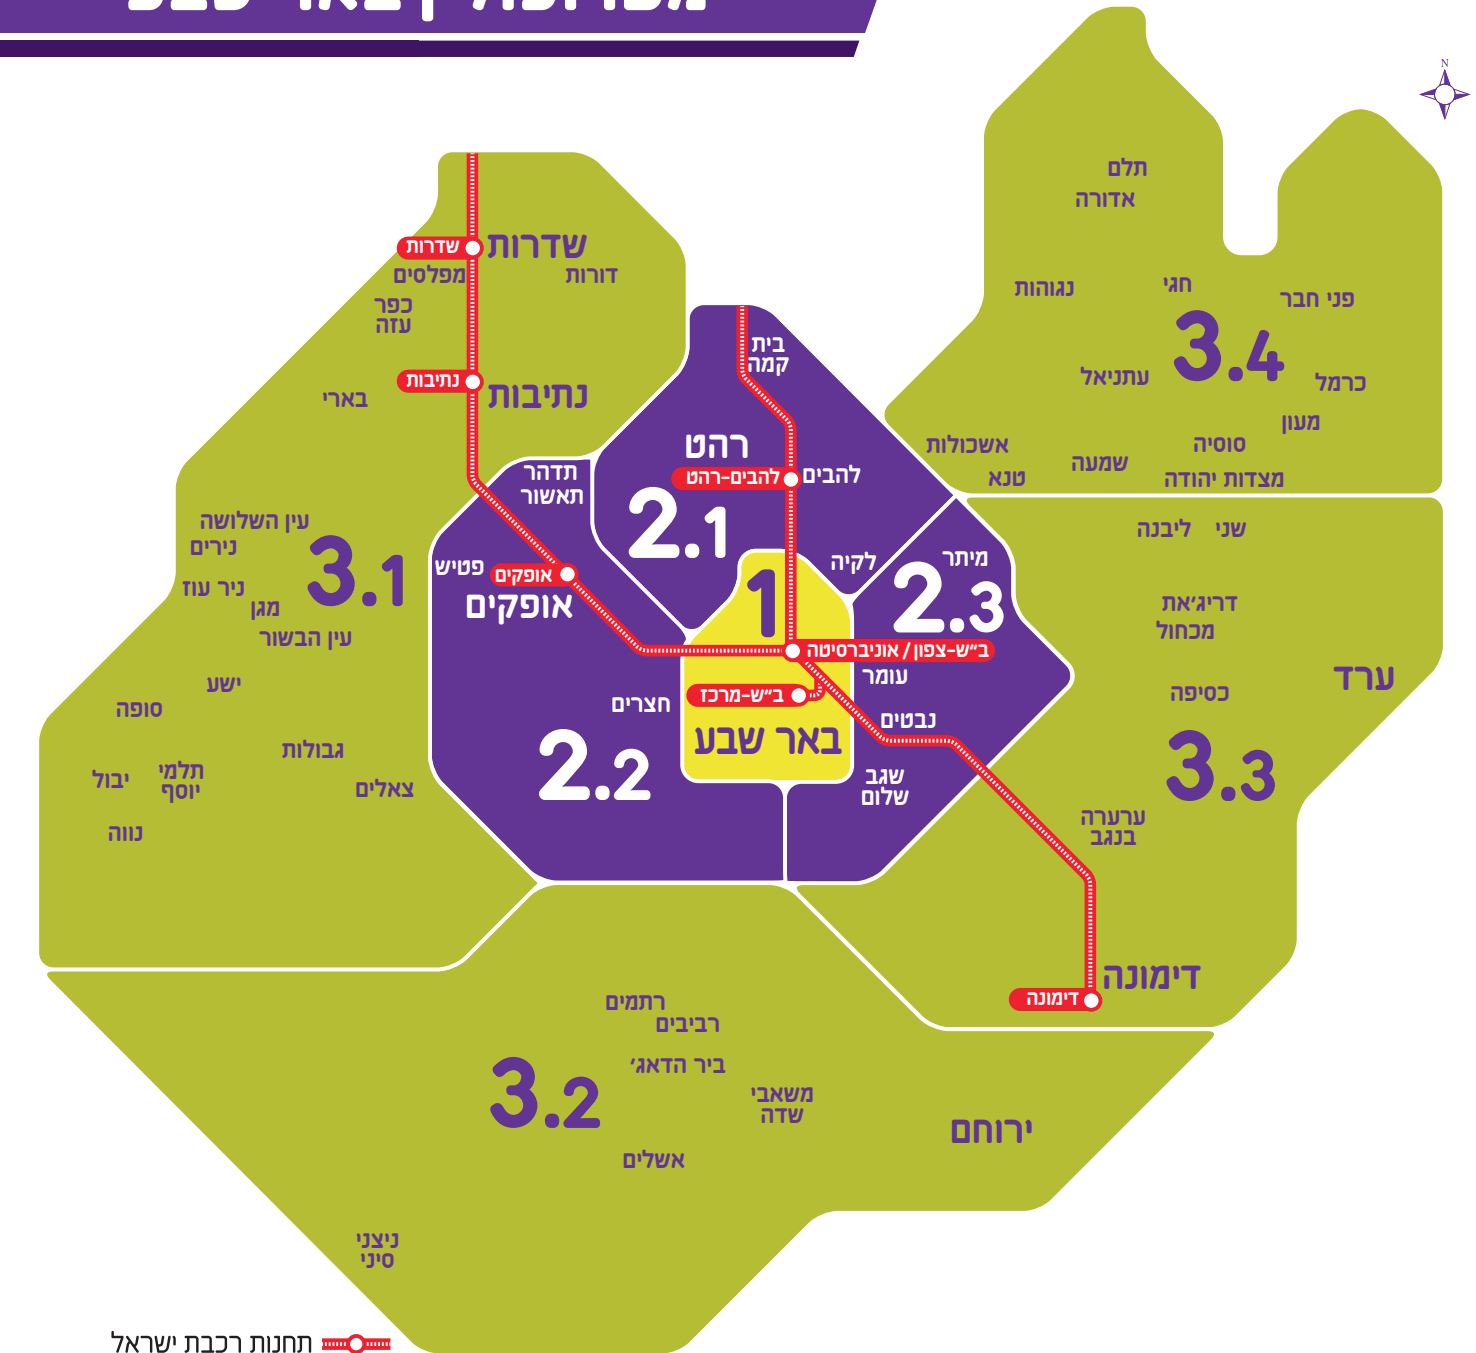 מטרופולין באר שבע
N
תלם
אדורה
נגוהות
חגי
פני חבר
3.4
עתניאל
כרמל
מעון
סוסיה
אשכולות
שמעה
טנא
מצדות יהודה
שדרות
שדרות
מפלסים
דורות
כפר
עזה
נתיבות
נתיבות
בארי
עין השלושה
נירים
3.1
ניר עוז
מגן
עין הבשור
ישע
סופה
גבולות
תלמי
יוסף
יבול
צאלים
נווה
בית
קמה
רהט
להבים-רהט
להבים
2.1
לקיה
תדהר
תאשור
פטיש
אופקים
אופקים
חצרים
2.2
1
ב״ש-צפון/אוניברסיטה
ב״ש-מרכז
באר שבע
מיתר
2.3
עומר
נבטים
שגב
שלום
שני
ליבנה
דריג׳את
מכחול
ערד
כסיפה
3.3
ערערה
בנגב
דימונה
דימונה
רתמים
רביבים
ביר הדאג׳
3.2
משאבי
שדה
ירוחם
אשלים
ניצני
סיני
תחנות רכבת ישראל